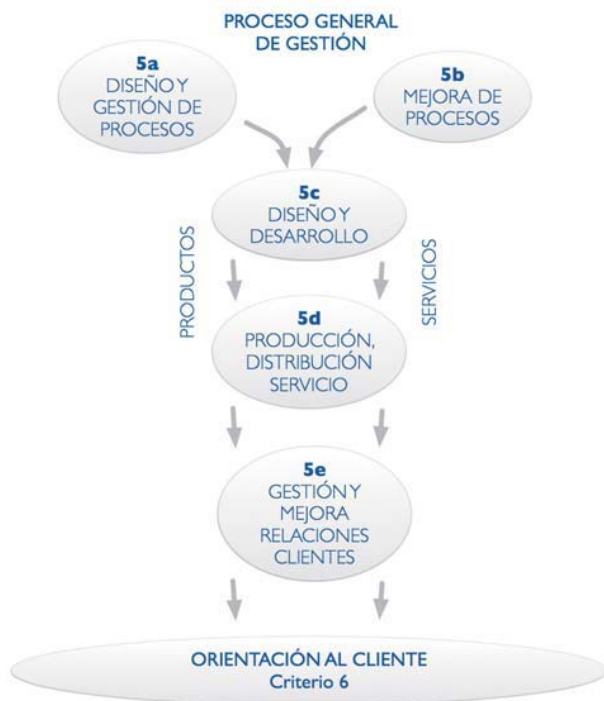 PROCESO GENERAL
DE GESTIÓN
5a
DISEÑO Y
GESTIÓN DE
PROCESOS
5b
MEJORA DE
PROCESOS
5c
DISEÑO Y
DESARROLLO
PRODUCTOS
SERVICIOS
5d
PRODUCCIÓN,
DISTRIBUCIÓN
SERVICIO
5e
GESTIÓN Y
MEJORA
RELACIONES
CLIENTES
ORIENTACIÓN AL CLIENTE
Criterio 6